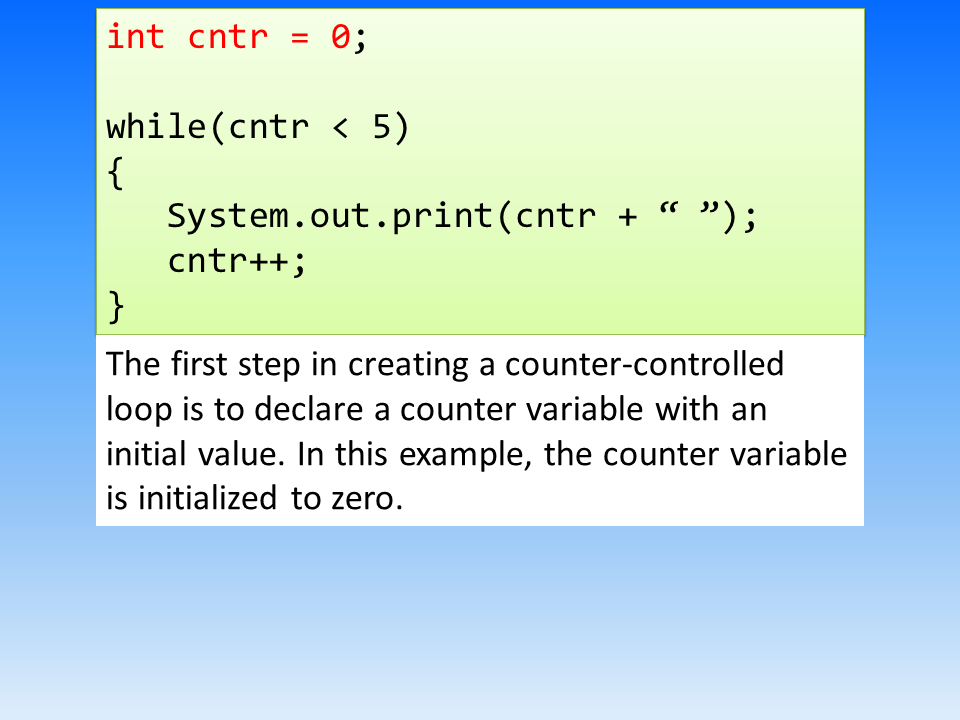 int cntr = 0;
while(cntr < 5)
{
   System.out.print(cntr + “ ”);
   cntr++;
}
The first step in creating a counter-controlled
loop is to declare a counter variable with an
initial value. In this example, the counter variable
is initialized to zero.